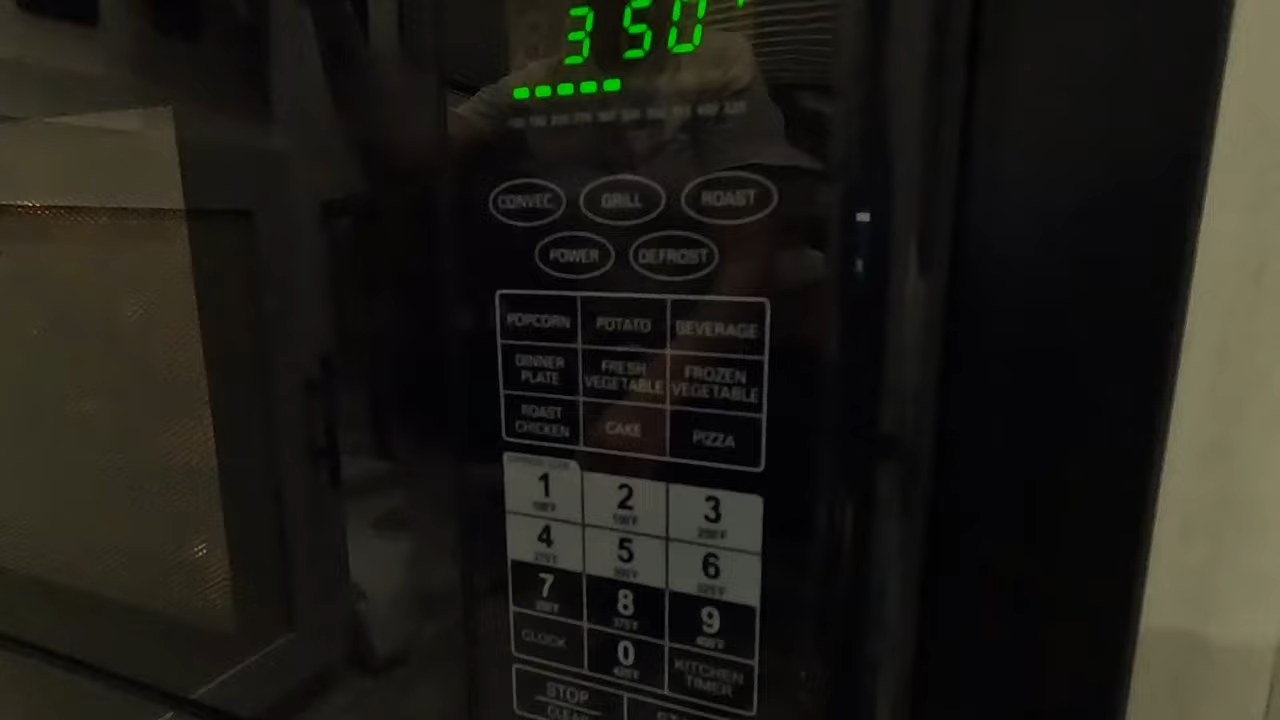 350
CONVEC GRILL ROAST
POWER DEFROST
POPCORN POTATO BEVERAGE
DINNER PLATE FRESH VEGETABLE FROZEN VEGETABLE
ROAST CHICKEN CAKE PIZZA
1 2 3
4 5 6
7 8 9
CLOCK 0 KITCHEN TIMER
STOP
CLEAR